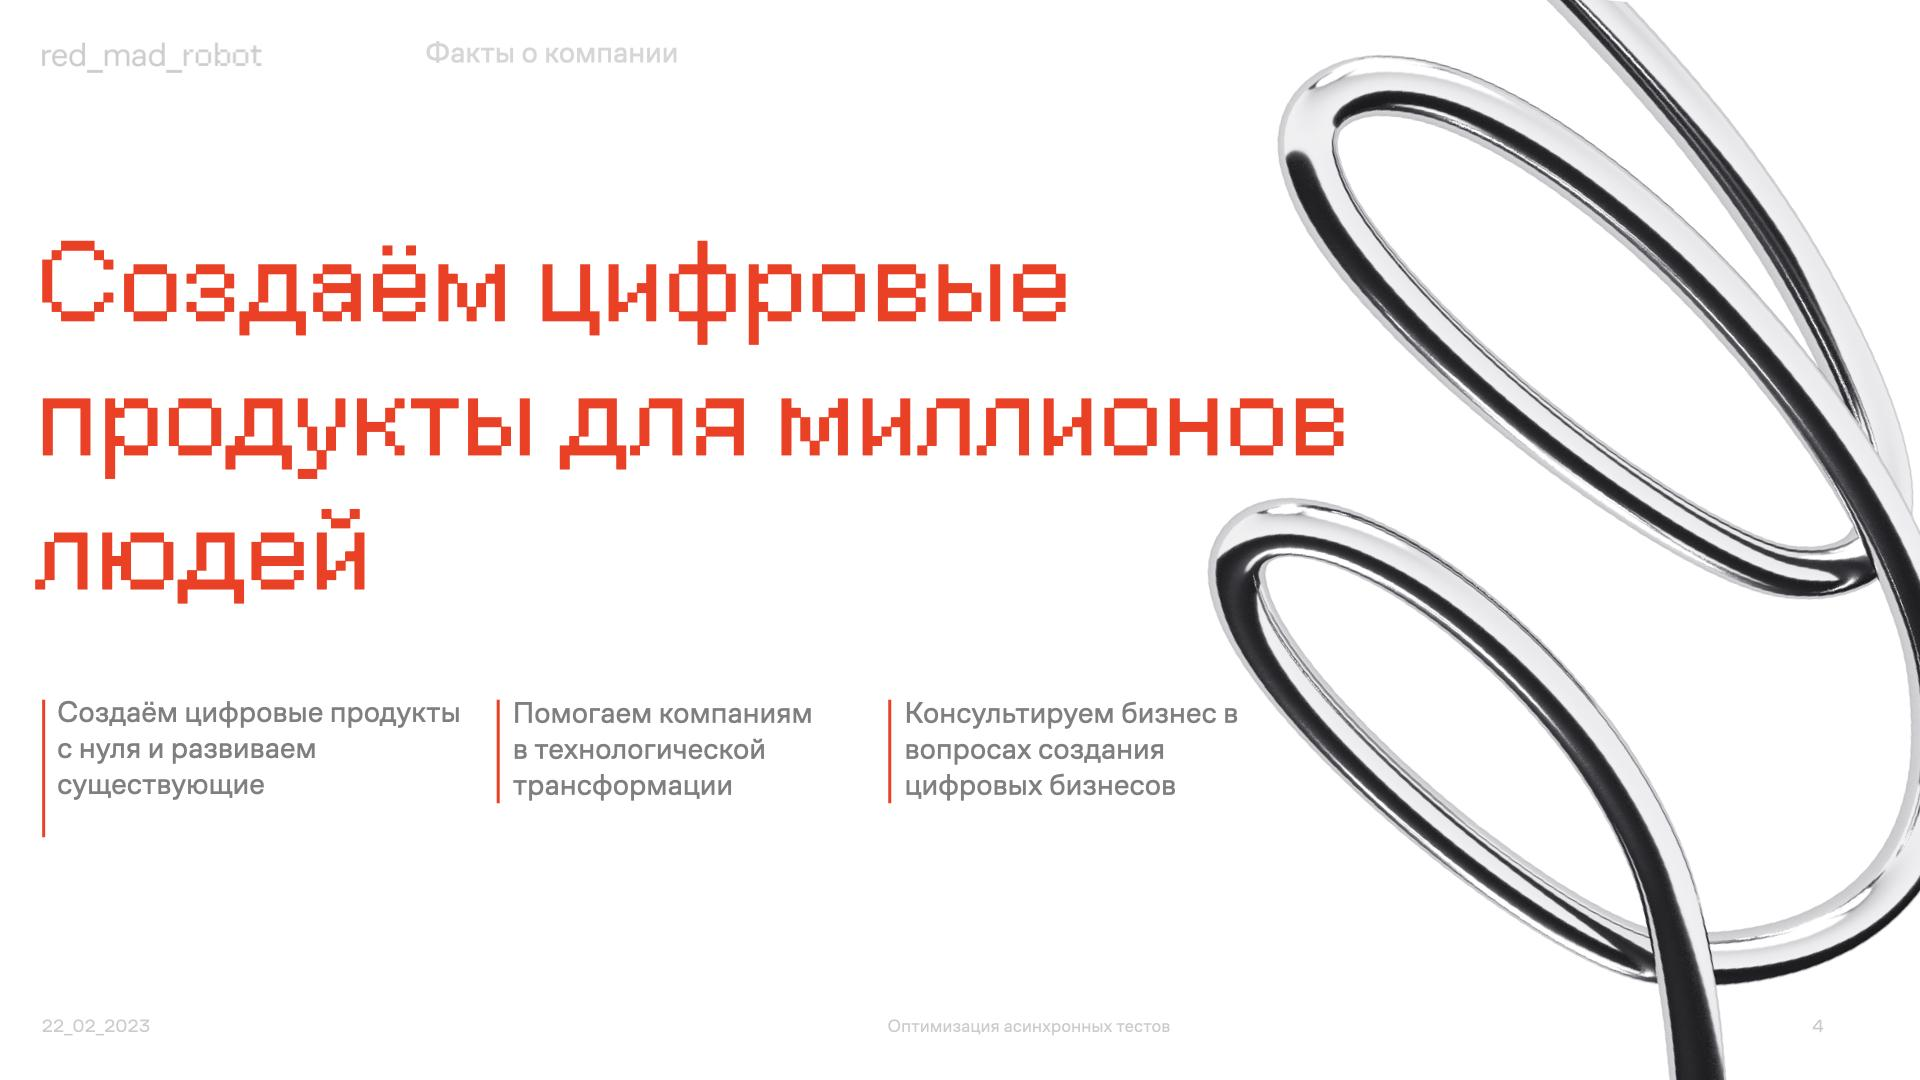 red_mad_robot
Факты о компании
Создаём цифровые
продукты для миллионов
людей
Создаём цифровые продукты
с нуля и развиваем
существующие
Помогаем компаниям
в технологической
трансформации
Консультируем бизнес в
вопросах создания
цифровых бизнесов
22_02_2023
Оптимизация асинхронных тестов
4